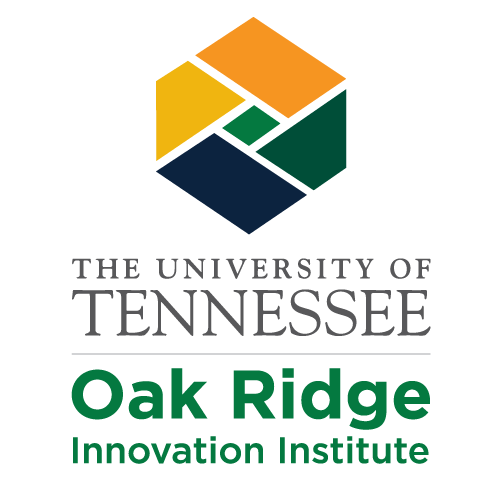 THE UNIVERSITY OF
TENNESSEE
Oak Ridge
Innovation Institute